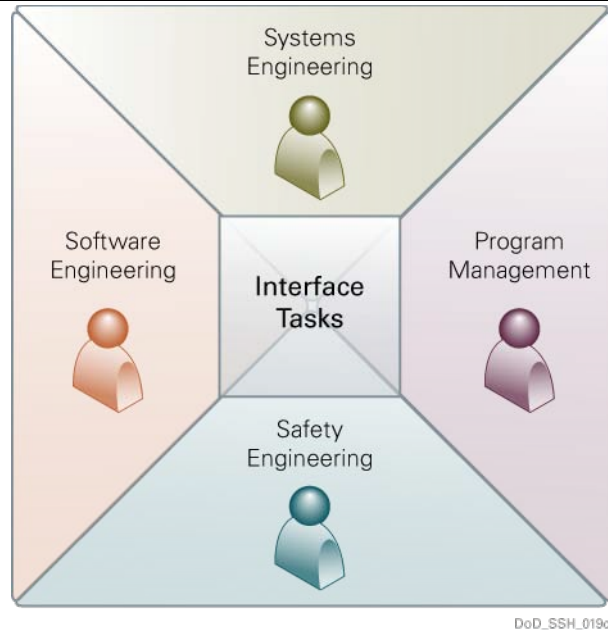 Systems
Engineering
Software
Engineering
Program
Management
Interface
Tasks
Safety
Engineering
DoD_SSH_019c